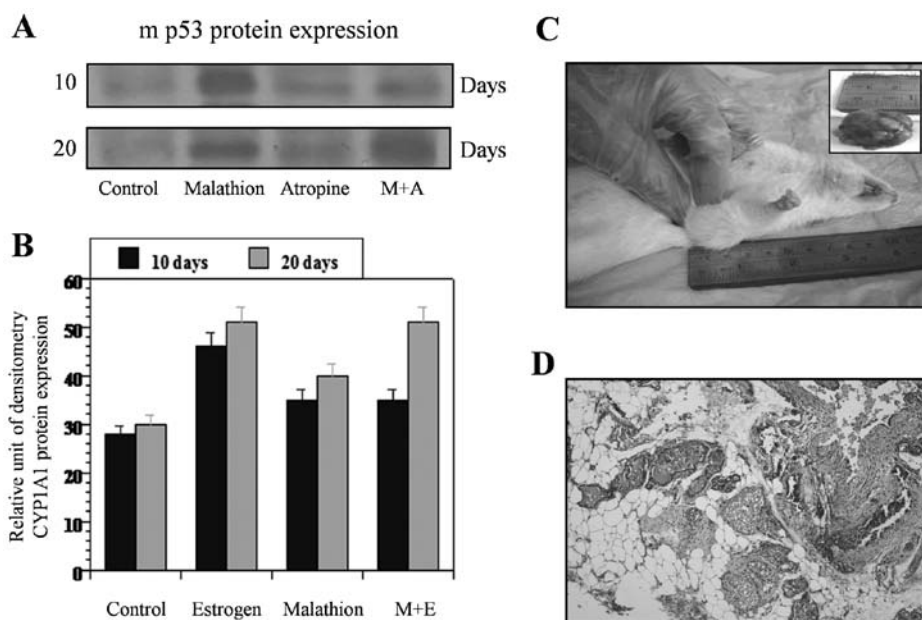 A
m p53 protein expression
10 Days
20 Days
Control Malathion Atropine M+A
B
10 days 20 days
Relative unit of densitometry
CYP1A1 protein expression
60
50
40
30
20
10
0
Control Estrogen Malathion M+E
C
D